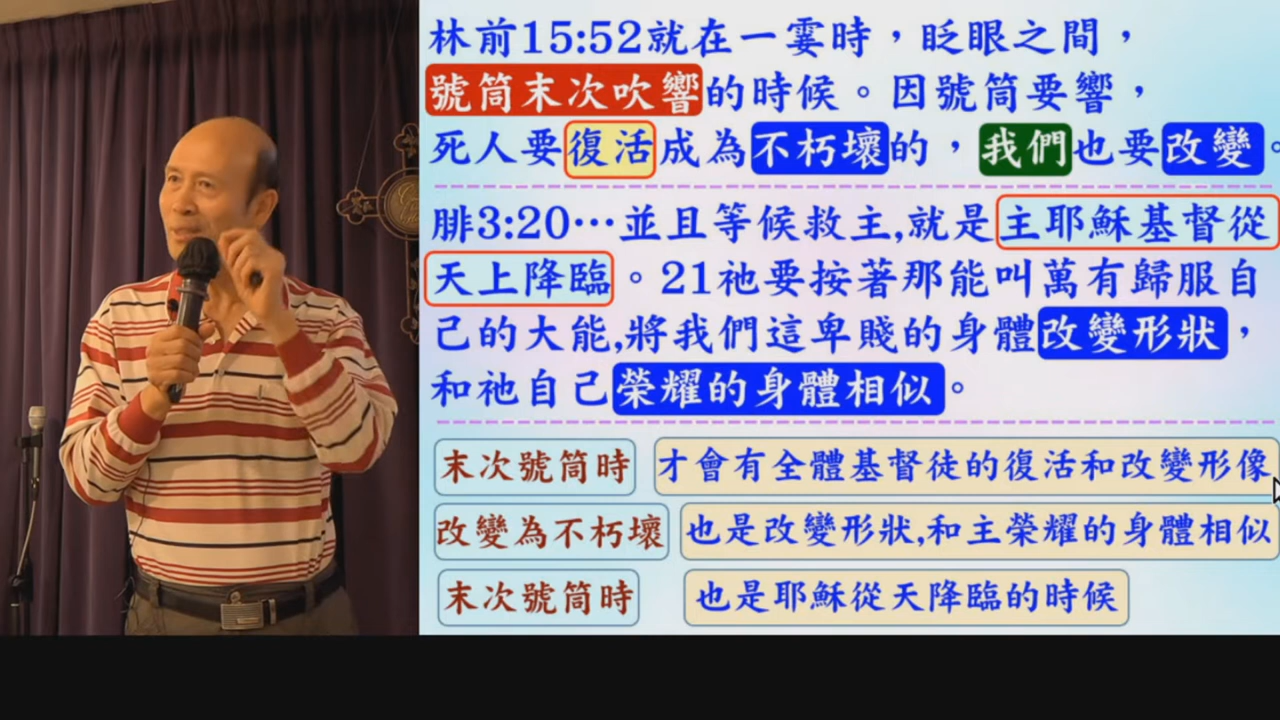 林前15:52就在一霎時，眨眼之間，
號筒末次吹響的時候。因號筒要響，
死人要復活成為不朽壞的，我們也要改變。
腓3:20…並且等候救主,就是主耶穌基督從
天上降臨。21祂要按著那能叫萬有歸服自
己的大能,將我們這卑賤的身體改變形狀，
和祂自己榮耀的身體相似。
末次號筒時 才會有全體基督徒的復活和改變形像
改變為不朽壞 也是改變形狀,和主榮耀的身體相似
末次號筒時 也是耶穌從天降臨的時候